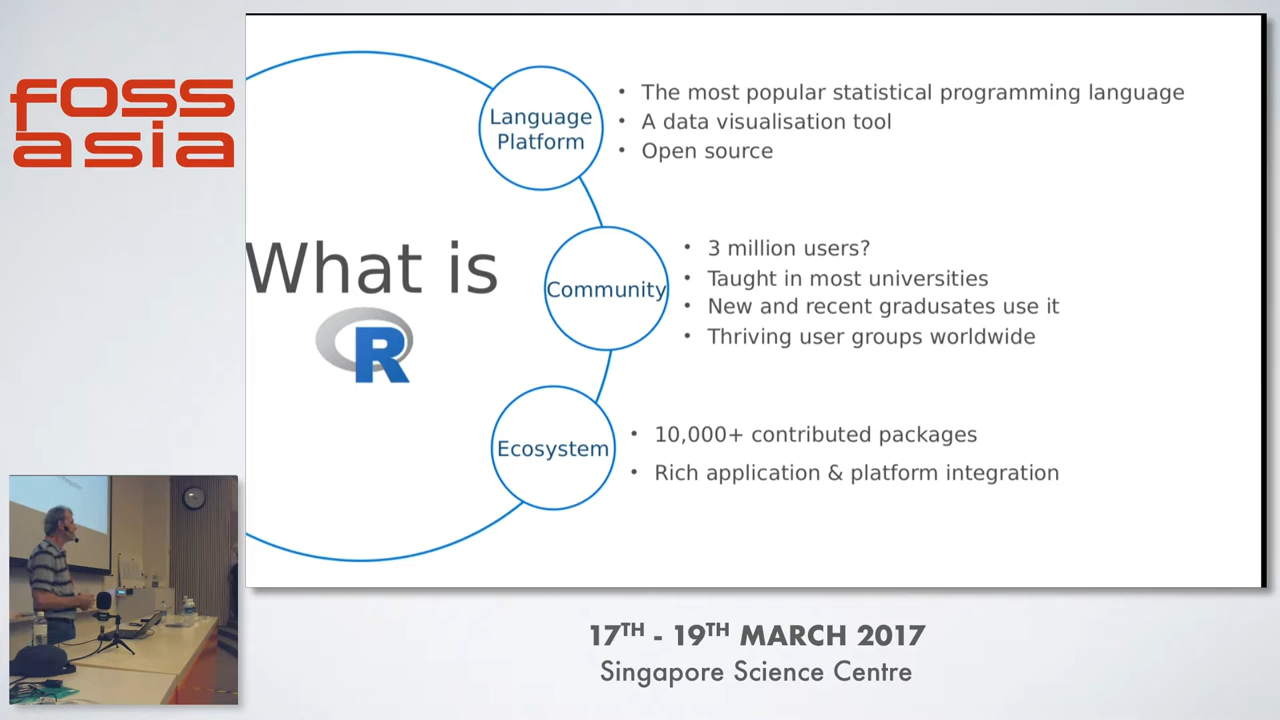 foss
asia
What is
R
Language
Platform
• The most popular statistical programming language
• A data visualisation tool
• Open source
Community
• 3 million users?
• Taught in most universities
• New and recent gradusates use it
• Thriving user groups worldwide
Ecosystem
• 10,000+ contributed packages
• Rich application & platform integration
17TH - 19TH MARCH 2017
Singapore Science Centre